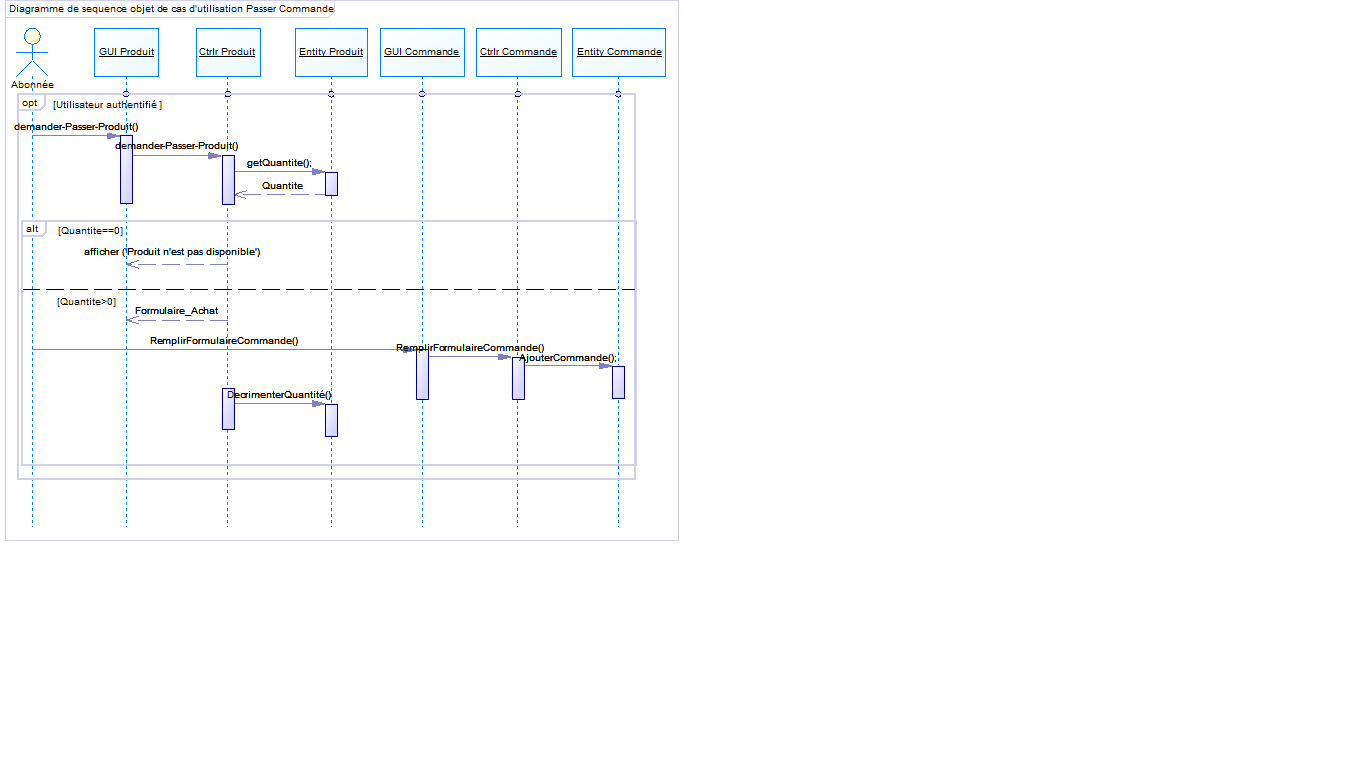 Diagramme de sequence objet de cas d'utilisation Passer Commande
GUI Produit
Ctrlr Produit
Entity Produit
GUI Commande
Ctrlr Commande
Entity Commande
Abonnée
opt
[Utilisateur authentifié ]
demander-Passer-Produit()
demander-Passer-Produit()
getQuantite();
Quantite
alt
[Quantite==0]
afficher ('Produit n'est pas disponible')
[Quantite>0]
Formulaire_Achat
RemplirFormulaireCommande()
RemplirFormulaireCommande()
AjouterCommande();
DecrimenterQuantité()